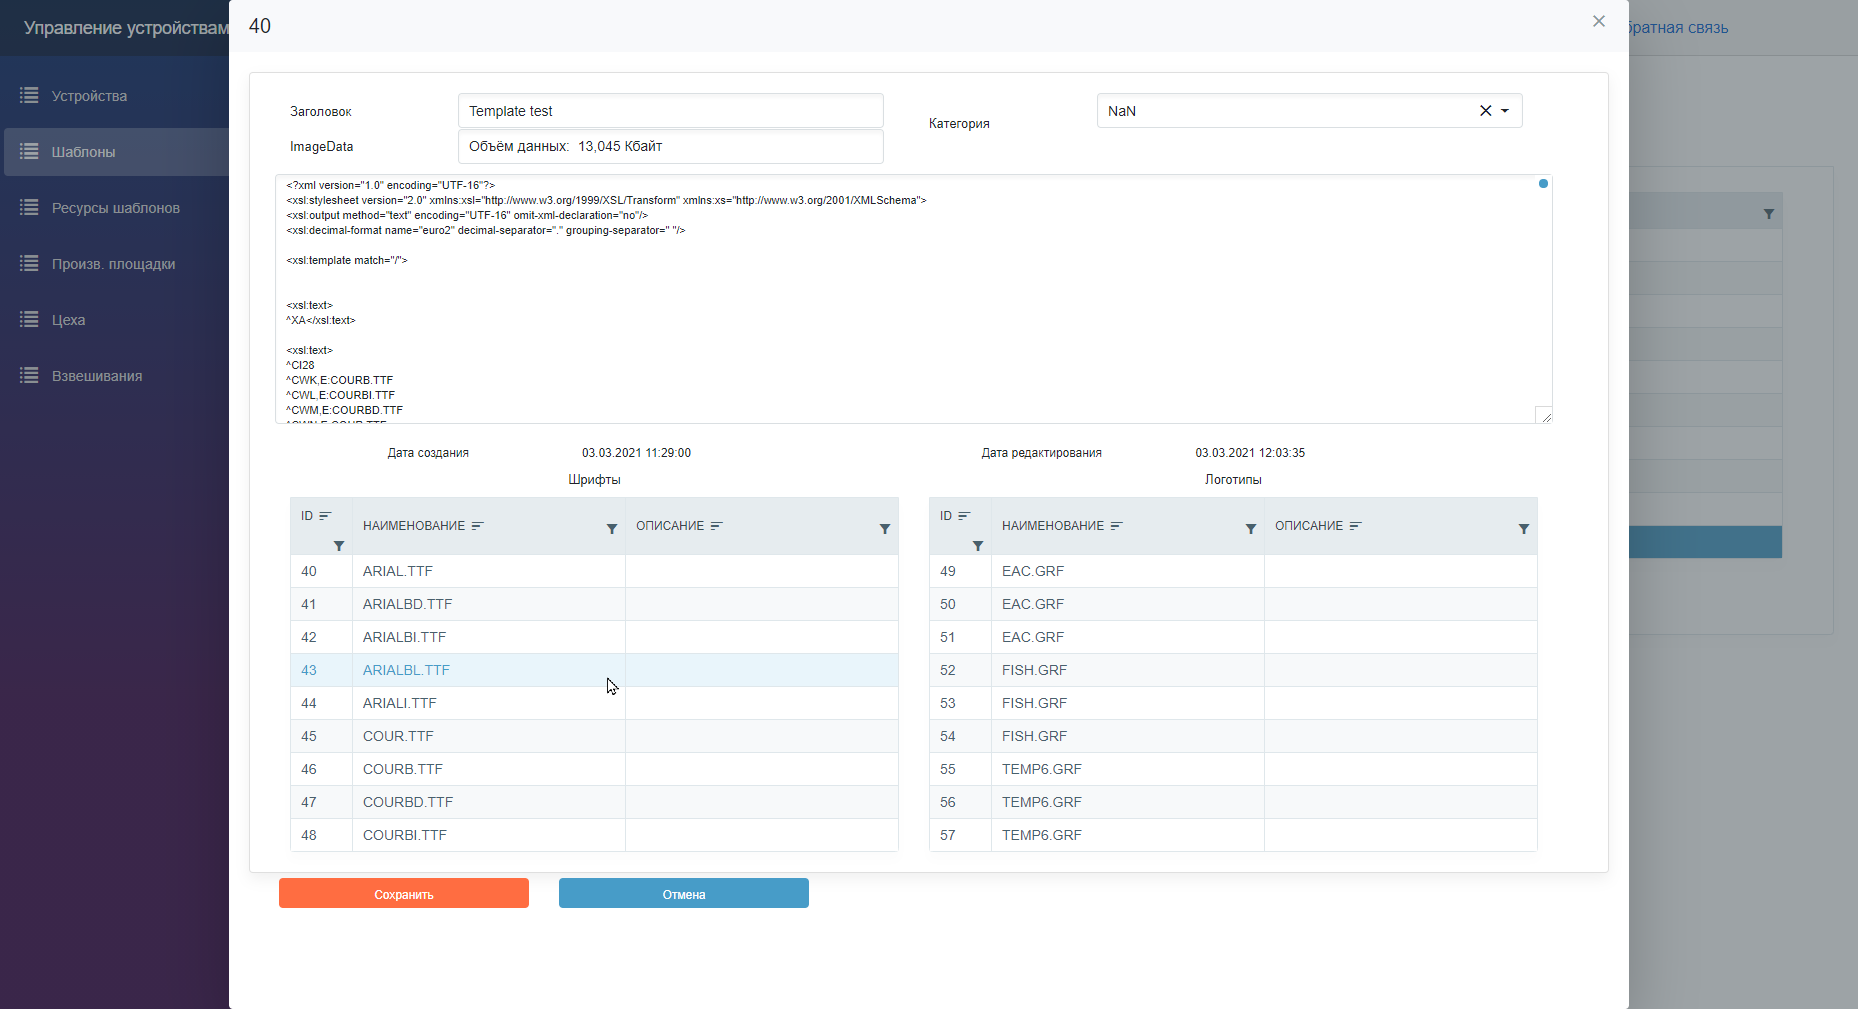 Управление устройствам
Устройства
Шаблоны
Ресурсы шаблонов
Произв. площадки
Цеха
Взвешивания
братная связь
40
Заголовок
Template test
Категория
NaN
ImageData
Объём данных: 13,045 Кбайт
<?xml version="1.0" encoding="UTF-16"?>
<xsl:stylesheet version="2.0" xmlns:xsl="http://www.w3.org/1999/XSL/Transform" xmlns:xs="http://www.w3.org/2001/XMLSchema">
<xsl:output method="text" encoding="UTF-16" omit-xml-declaration="no"/>
<xsl:decimal-format name="euro2" decimal-separator="." grouping-separator=" "/>
<xsl:template match="/">
<xsl:text>
^XA</xsl:text>
<xsl:text>
^CI28
^CWK,E:COURB.TTF
^CWL,E:COURBI.TTF
^CWM,E:COURBD.TTF
^CWN,E:COUR.TTF
Дата создания 03.03.2021 11:29:00
Дата редактирования 03.03.2021 12:03:35
Шрифты
ID НАИМЕНОВАНИЕ ОПИСАНИЕ
40 ARIAL.TTF
41 ARIALBD.TTF
42 ARIALBI.TTF
43 ARIALBL.TTF
44 ARIALI.TTF
45 COUR.TTF
46 COURB.TTF
47 COURBD.TTF
48 COURBI.TTF
Логотипы
ID НАИМЕНОВАНИЕ ОПИСАНИЕ
49 EAC.GRF
50 EAC.GRF
51 EAC.GRF
52 FISH.GRF
53 FISH.GRF
54 FISH.GRF
55 TEMP6.GRF
56 TEMP6.GRF
57 TEMP6.GRF
Сохранить
Отмена